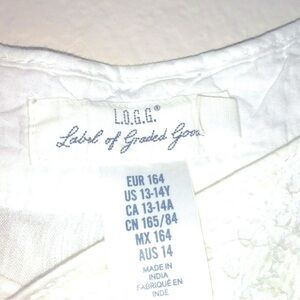 L.O.G.G.®
Label of Graded Goo
EUR 164
US 13-14Y
CA 13-14A
CN 165/84
MX 164
AUS 14
MADE IN
INDIA
FABRIQUÉ EN
INDE